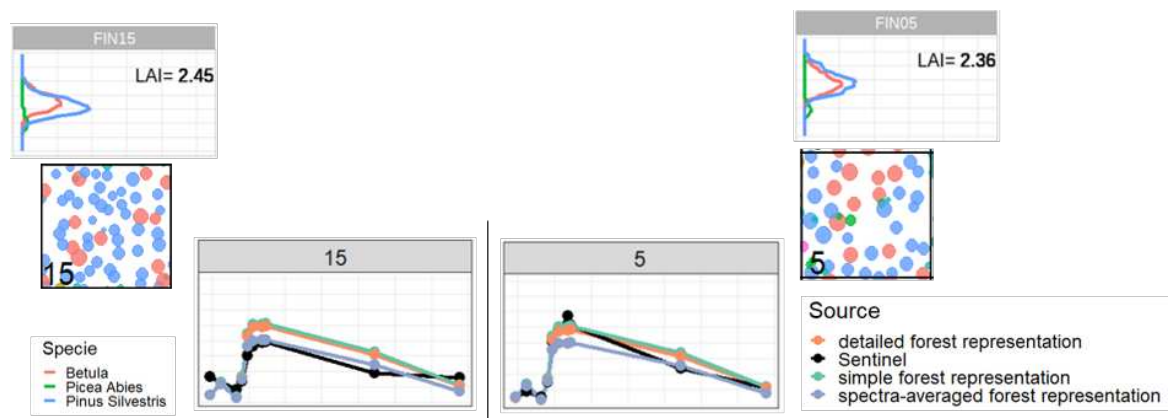 FIN15
LAI= 2.45
15
FIN05
LAI= 2.36
5
15
5
Specie
Betula
Picea Abies
Pinus Silvestris
Source
detailed forest representation
Sentinel
simple forest representation
spectra-averaged forest representation